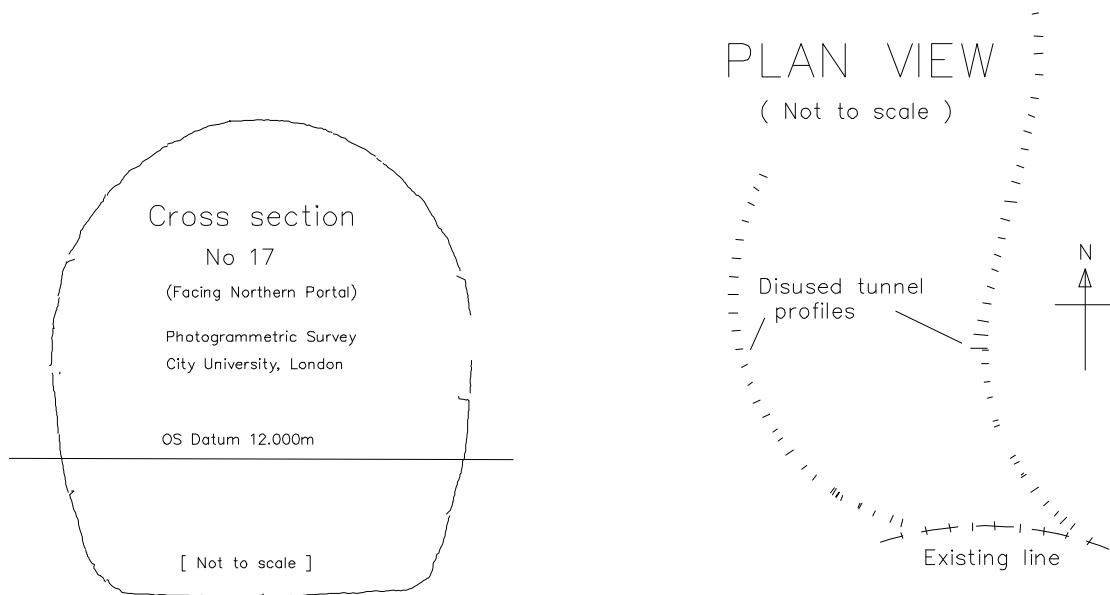 Cross section
No 17
(Facing Northern Portal)
Photogrammetric Survey
City University, London
OS Datum 12.000m
[ Not to scale ]
PLAN VIEW
( Not to scale )
N
Disused tunnel
profiles
Existing line